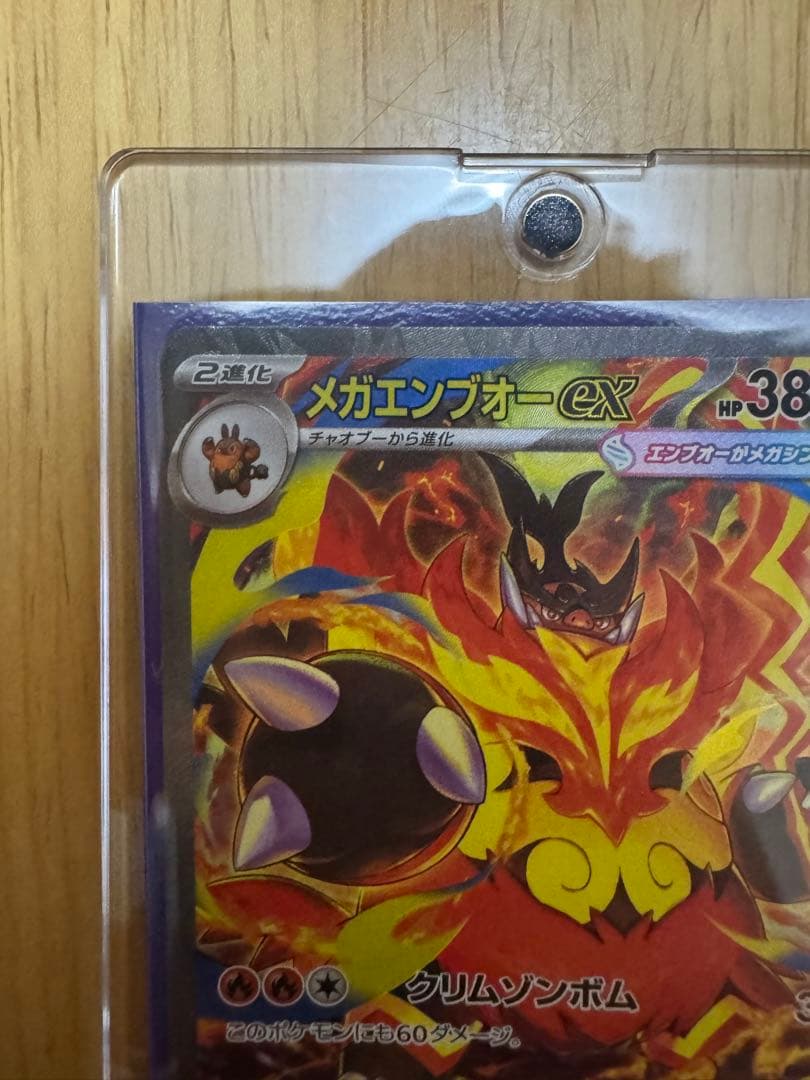 2進化
メガエンブオーex
HP38
チャオブーから進化
エンブオーがメガシン
クリムゾンボム
3
このポケモンにも60ダメージ。